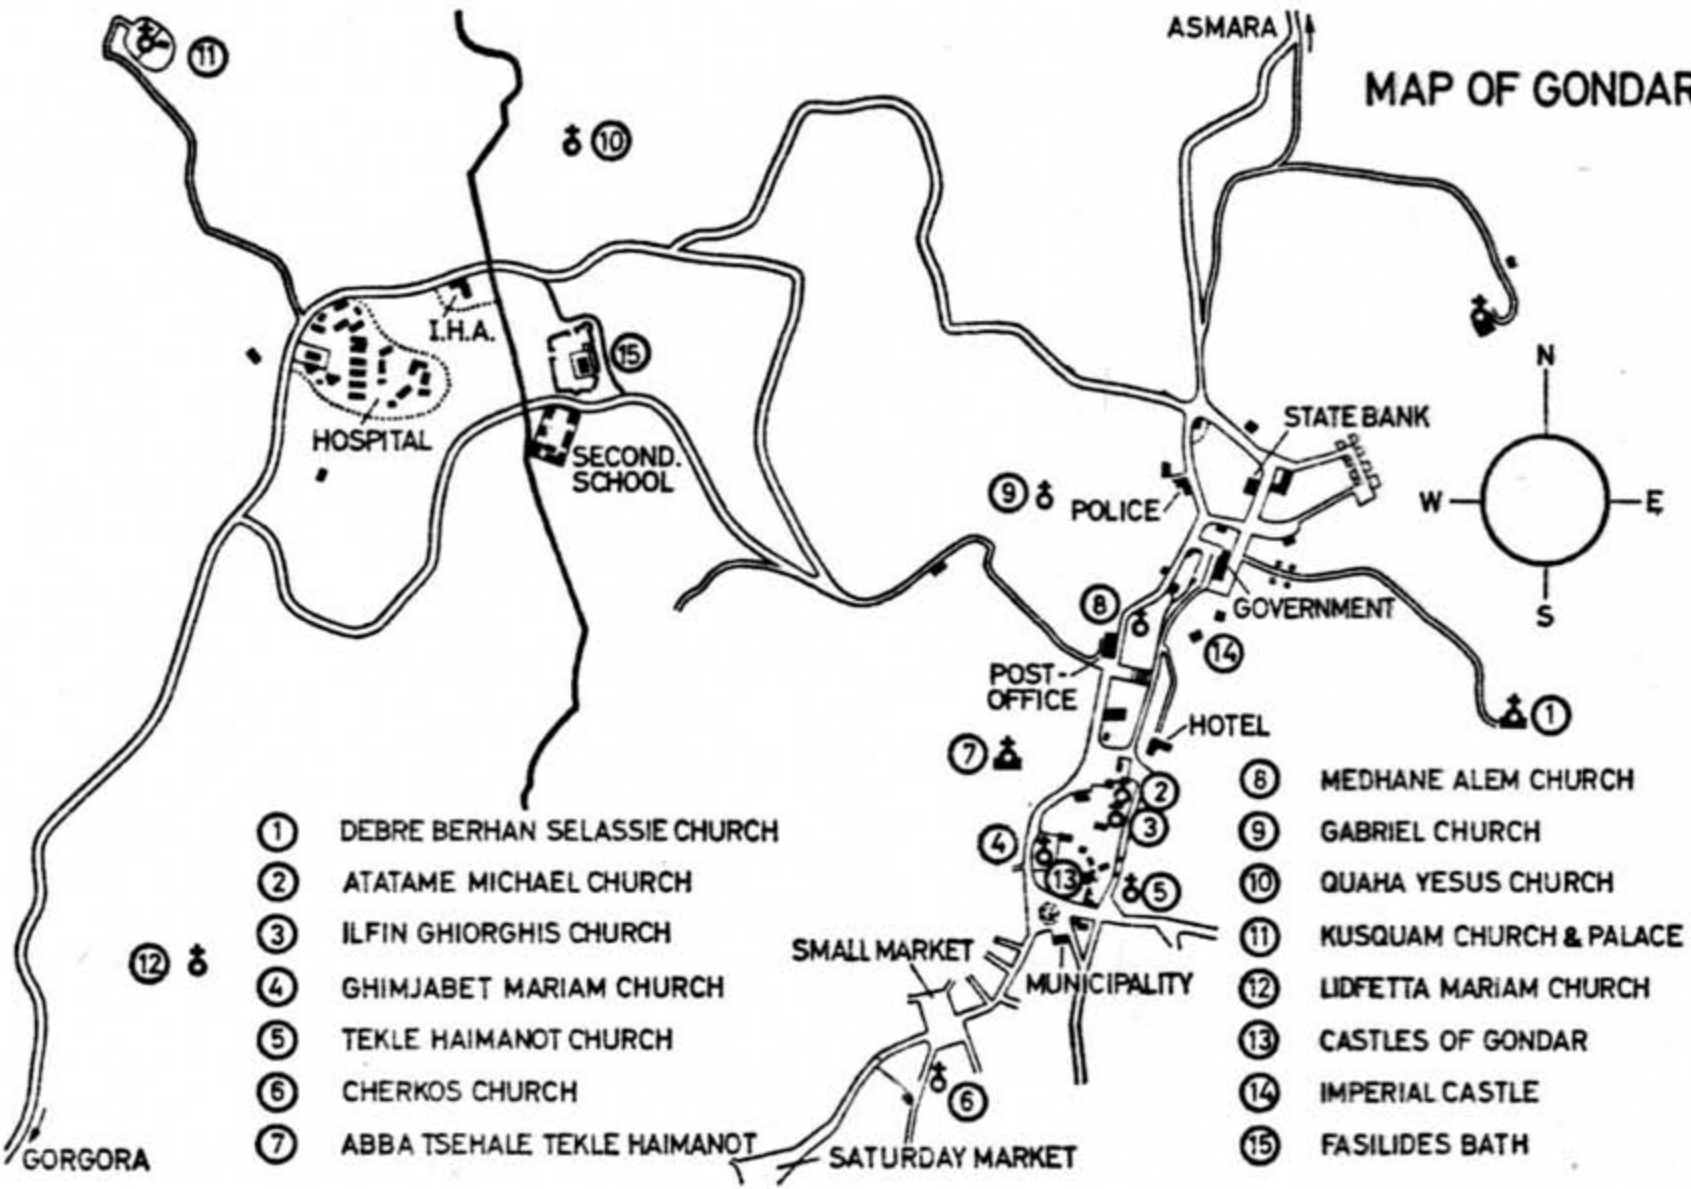 ASMARA
MAP OF GONDAR
11
10
I.H.A.
15
HOSPITAL
SECOND.
SCHOOL
N
STATE BANK
W
E
9
POLICE
S
8
GOVERNMENT
14
POST-
OFFICE
HOTEL
1
7
2
3
4
13
5
12
SMALL MARKET
MUNICIPALITY
6
SATURDAY MARKET
GORGORA
1 DEBRE BERHAN SELASSIE CHURCH
2 ATATAME MICHAEL CHURCH
3 ILFIN GHIORGHIS CHURCH
4 GHIMJABET MARIAM CHURCH
5 TEKLE HAIMANOT CHURCH
6 CHERKOS CHURCH
7 ABBA TSEHALE TEKLE HAIMANOT
8 MEDHANE ALEM CHURCH
9 GABRIEL CHURCH
10 QUAHA YESUS CHURCH
11 KUSQUAM CHURCH & PALACE
12 LIDFETTA MARIAM CHURCH
13 CASTLES OF GONDAR
14 IMPERIAL CASTLE
15 FASILIDES BATH